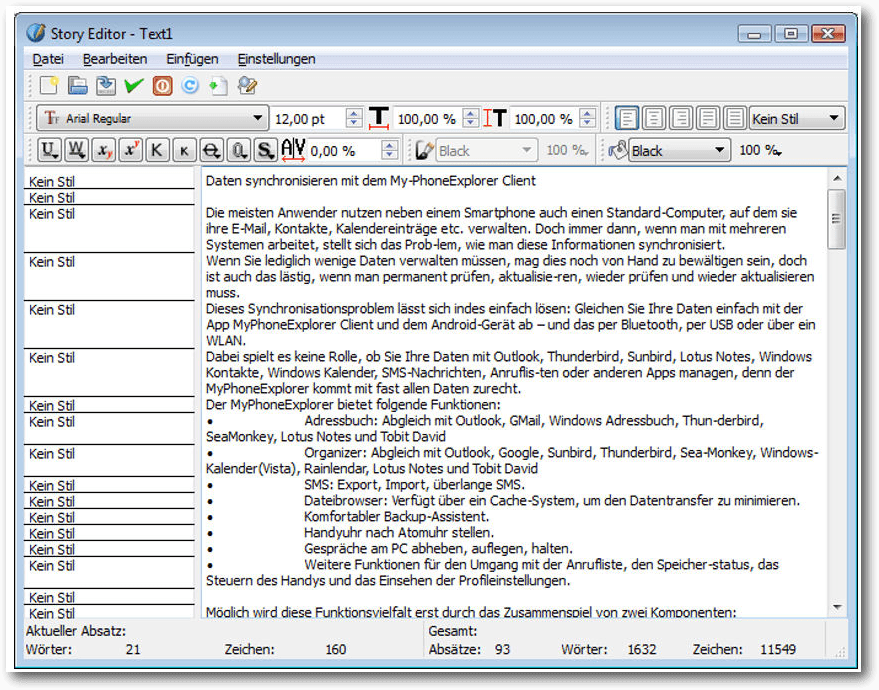 Story Editor - Text1
Datei Bearbeiten Einfügen Einstellungen
Arial Regular 12,00 pt 100,00 % 100,00 % Kein Stil
0,00 % Black 100 % Black 100 %
Kein Stil Daten synchronisieren mit dem My-PhoneExplorer Client
Kein Stil
Kein Stil Die meisten Anwender nutzen neben einem Smartphone auch einen Standard-Computer, auf dem sie
ihre E-Mail, Kontakte, Kalendereinträge etc. verwalten. Doch immer dann, wenn man mit mehreren
Systemen arbeitet, stellt sich das Prob-lem, wie man diese Informationen synchronisiert.
Kein Stil Wenn Sie lediglich wenige Daten verwalten müssen, mag dies noch von Hand zu bewältigen sein, doch
ist auch das lästig, wenn man permanent prüfen, aktualisie-ren, wieder prüfen und wieder aktualisieren
muss.
Kein Stil Dieses Synchronisationsproblem lässt sich indes einfach lösen: Gleichen Sie Ihre Daten einfach mit der
App MyPhoneExplorer Client und dem Android-Gerät ab – und das per Bluetooth, per USB oder über ein
WLAN.
Kein Stil Dabei spielt es keine Rolle, ob Sie Ihre Daten mit Outlook, Thunderbird, Sunbird, Lotus Notes, Windows
Kontakte, Windows Kalender, SMS-Nachrichten, Anruflis-ten oder anderen Apps managen, denn der
MyPhoneExplorer kommt mit fast allen Daten zurecht.
Kein Stil Der MyPhoneExplorer bietet folgende Funktionen:
Kein Stil • Adressbuch: Abgleich mit Outlook, GMail, Windows Adressbuch, Thun-derbird,
SeaMonkey, Lotus Notes und Tobit David
Kein Stil • Organizer: Abgleich mit Outlook, Google, Sunbird, Thunderbird, Sea-Monkey, Windows-
Kalender(Vista), Rainlendar, Lotus Notes und Tobit David
Kein Stil • SMS: Export, Import, überlange SMS.
Kein Stil • Dateibrowser: Verfügt über ein Cache-System, um den Datentransfer zu minimieren.
Kein Stil • Komfortabler Backup-Assistent.
Kein Stil • Handyuhr nach Atomuhr stellen.
Kein Stil • Gespräche am PC abheben, auflegen, halten.
Kein Stil • Weitere Funktionen für den Umgang mit der Anrufliste, den Speicher-status, das
Steuern des Handys und das Einsehen der Profileinstellungen.
Kein Stil
Kein Stil Möglich wird diese Funktionsvielfalt erst durch das Zusammenspiel von zwei Komponenten:
Aktueller Absatz: Gesamt:
Wörter: 21 Zeichen: 160 Absätze: 93 Wörter: 1632 Zeichen: 11549